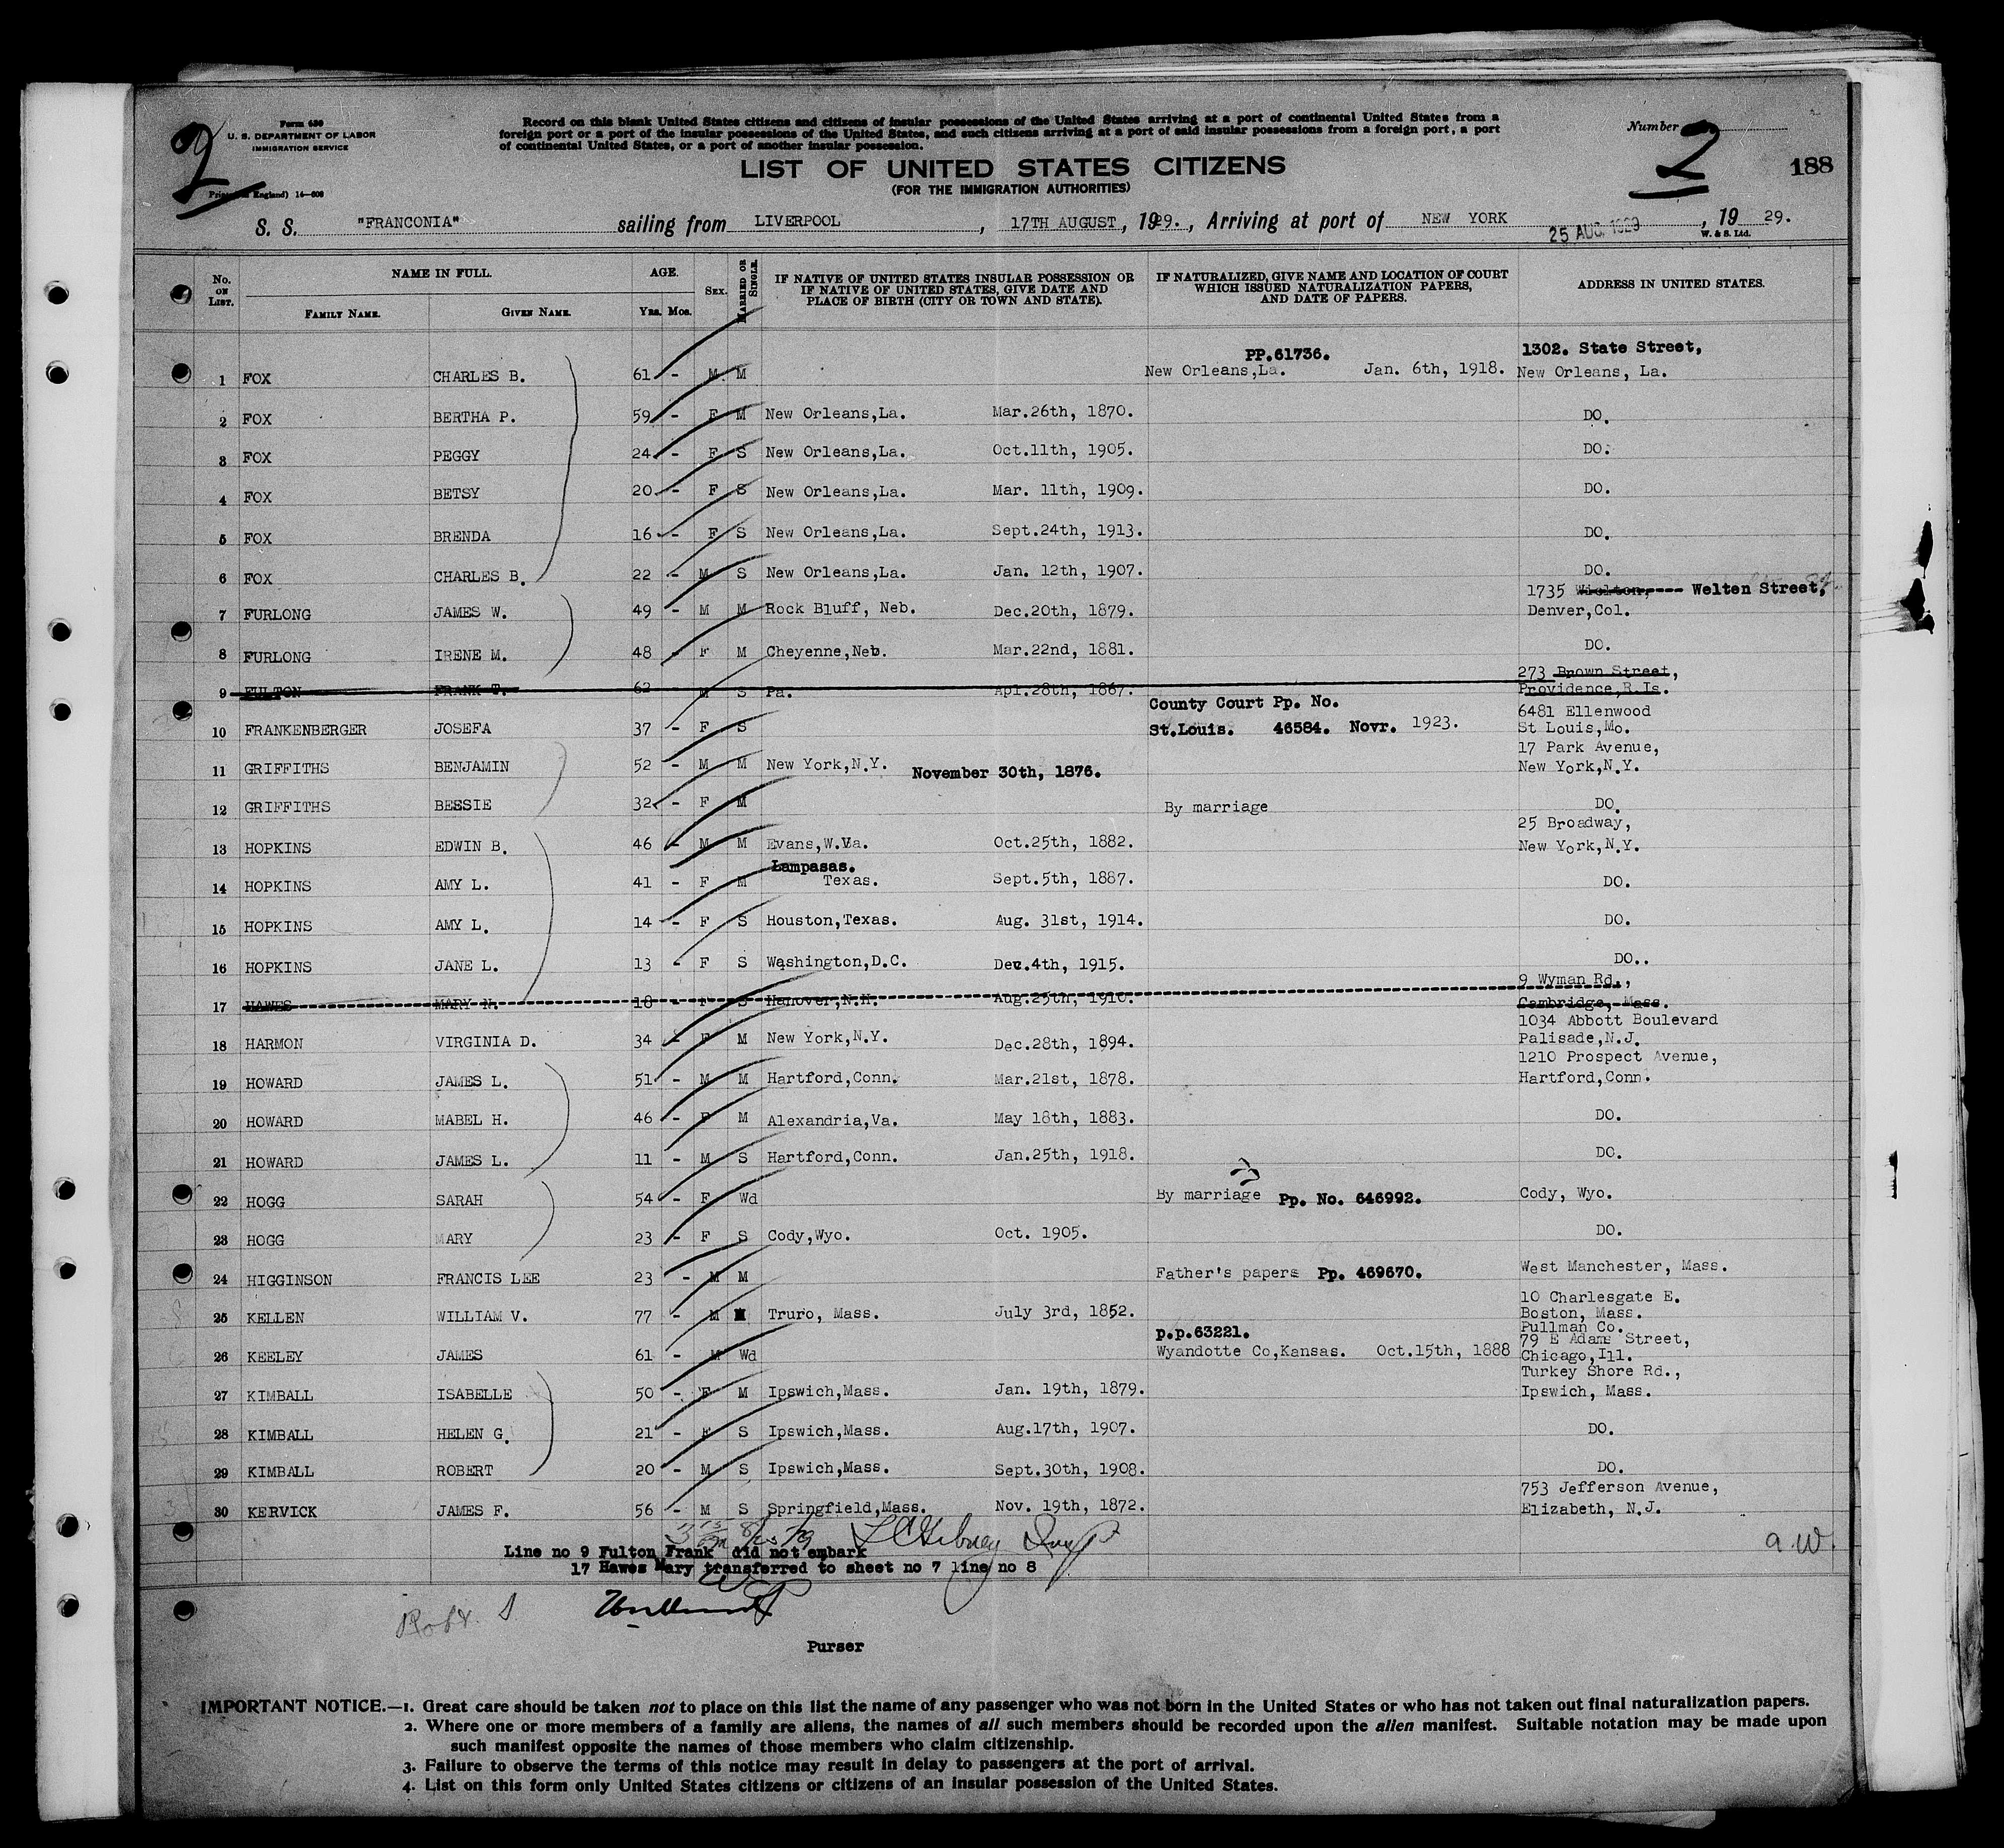 2
Form 630
U. S. DEPARTMENT OF LABOR
IMMIGRATION SERVICE
England) 14—608
Record on this blank United States citizens and citizens of insular possessions of the United States arriving at a port of continental United States from a
foreign port or a port of the insular possessions of the United States, and such citizens arriving at a port of said insular possessions from a foreign port, a port
of continental United States, or a port of another insular possession.
Number 2
188
LIST OF UNITED STATES CITIZENS
(FOR THE IMMIGRATION AUTHORITIES)
S. S. "FRANCONIA" sailing from LIVERPOOL , 17TH AUGUST , 1929. , Arriving at port of NEW YORK 25 AUG. 1929 , 19 29.
W. & S. Ltd.
No. ON LIST. NAME IN FULL. AGE. SEX. MARRIED OR SINGLE. IF NATIVE OF UNITED STATES INSULAR POSSESSION OR IF NATIVE OF UNITED STATES, GIVE DATE AND PLACE OF BIRTH (CITY OR TOWN AND STATE). IF NATURALIZED, GIVE NAME AND LOCATION OF COURT WHICH ISSUED NATURALIZATION PAPERS, AND DATE OF PAPERS. ADDRESS IN UNITED STATES.
FAMILY NAME. GIVEN NAME. Yrs. Mos.
PP.61736. 1302. State Street,
1 FOX CHARLES B. 61 - M M New Orleans,La. Jan. 6th, 1918. New Orleans, La.
2 FOX BERTHA P. 59 - F M New Orleans,La. Mar.26th, 1870. DO.
3 FOX PEGGY 24 - F S New Orleans,La. Oct.11th, 1905. DO.
4 FOX BETSY 20 - F S New Orleans,La. Mar. 11th, 1909. DO.
5 FOX BRENDA 16 - F S New Orleans,La. Sept.24th, 1913. DO.
6 FOX CHARLES B. 22 - M S New Orleans,La. Jan. 12th, 1907. DO.
1735 Wielton,---- Welten Street,
7 FURLONG JAMES W. 49 - M M Rock Bluff, Neb. Dec.20th, 1879. Denver,Col.
8 FURLONG IRENE M. 48 - F M Cheyenne,Neb. Mar.22nd, 1881. DO.
273 Brown Street,
9 FULTON FRANK T. 62 M S Pa. Apl.28th, 1867. Providence,R.Is.
County Court Pp. No. 6481 Ellenwood
10 FRANKENBERGER JOSEFA 37 - F S St.Louis. 46584. Novr. 1923. St Louis,Mo.
17 Park Avenue,
11 GRIFFITHS BENJAMIN 52 - M M New York,N.Y. November 30th, 1876. New York,N.Y.
12 GRIFFITHS BESSIE 32 - F M By marriage DO.
25 Broadway,
13 HOPKINS EDWIN B. 46 - M M Evans,W.Va. Oct.25th, 1882. New York,N.Y.
Lampasas.
14 HOPKINS AMY L. 41 - F M Texas. Sept.5th, 1887. DO.
15 HOPKINS AMY L. 14 - F S Houston,Texas. Aug. 31st, 1914. DO.
16 HOPKINS JANE L. 13 - F S Washington,D.C. Dec.4th, 1915. DO..
9 Wyman Rd.,
17 HAWES MARY N. 18 - F S Hanover,N.H. Aug.25th, 1910. Cambridge, Mass.
1034 Abbott Boulevard
18 HARMON VIRGINIA D. 34 - F M New York,N.Y. Dec.28th, 1894. Palisade,N.J.
1210 Prospect Avenue,
19 HOWARD JAMES L. 51 - M M Hartford,Conn. Mar.21st, 1878. Hartford,Conn.
20 HOWARD MABEL H. 46 - F M Alexandria,Va. May 18th, 1883. DO.
21 HOWARD JAMES L. 11 - M S Hartford,Conn. Jan.25th, 1918. DO.
22 HOGG SARAH 54 - F Wd By marriage Pp. No. 646992. Cody, Wyo.
23 HOGG MARY 23 - F S Cody,Wyo. Oct. 1905. DO.
24 HIGGINSON FRANCIS LEE 23 - M M Father's papers Pp. 469670. West Manchester, Mass.
10 Charlesgate E.
25 KELLEN WILLIAM V. 77 - M M Truro, Mass. July 3rd, 1852. Boston, Mass.
Pullman Co.
p.p.63221. 79 E Adams Street,
26 KEELEY JAMES 61 - M Wd Wyandotte Co,Kansas. Oct.15th, 1888 Chicago,Ill.
Turkey Shore Rd.,
27 KIMBALL ISABELLE 50 - F M Ipswich,Mass. Jan. 19th, 1879. Ipswich, Mass.
28 KIMBALL HELEN G. 21 - F S Ipswich,Mass. Aug.17th, 1907. DO.
29 KIMBALL ROBERT 20 - M S Ipswich,Mass. Sept.30th, 1908. DO.
753 Jefferson Avenue,
30 KERVICK JAMES F. 56 - M S Springfield,Mass. Nov. 19th, 1872. Elizabeth, N.J.
a.W.
Line no 9 Fulton Frank did not embark
17 Hawes Mary transferred to sheet no 7 line no 8
Purser
IMPORTANT NOTICE.—1. Great care should be taken not to place on this list the name of any passenger who was not born in the United States or who has not taken out final naturalization papers.
2. Where one or more members of a family are aliens, the names of all such members should be recorded upon the alien manifest. Suitable notation may be made upon
such manifest opposite the names of those members who claim citizenship.
3. Failure to observe the terms of this notice may result in delay to passengers at the port of arrival.
4. List on this form only United States citizens or citizens of an insular possession of the United States.